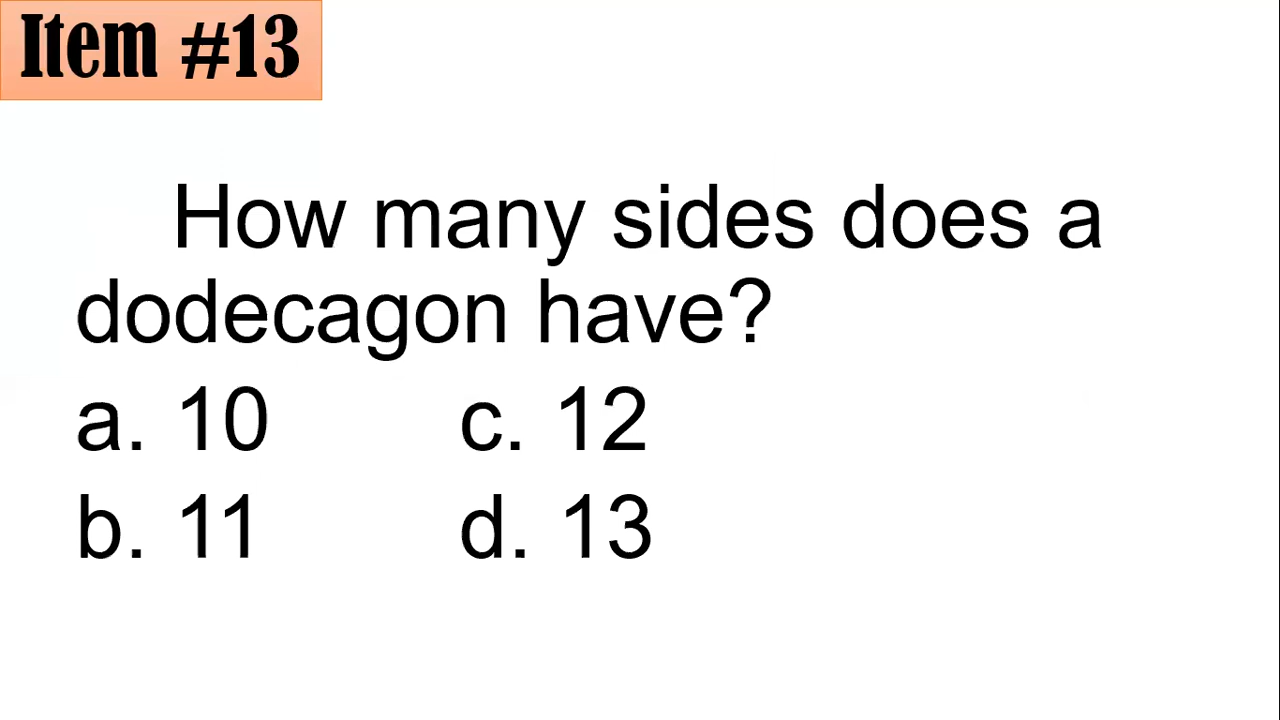 Item #13
How many sides does a
dodecagon have?
a. 10 c. 12
b. 11 d. 13